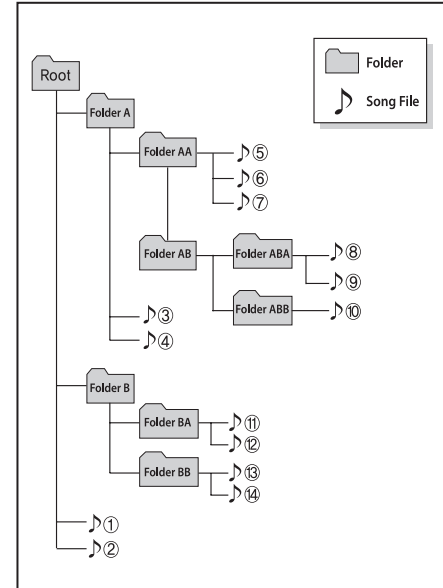 Root
Folder
Song File
Folder A
Folder AA
⑤
⑥
⑦
Folder AB
Folder ABA
⑧
⑨
Folder ABB
⑩
③
④
Folder B
Folder BA
⑪
⑫
Folder BB
⑬
⑭
①
②